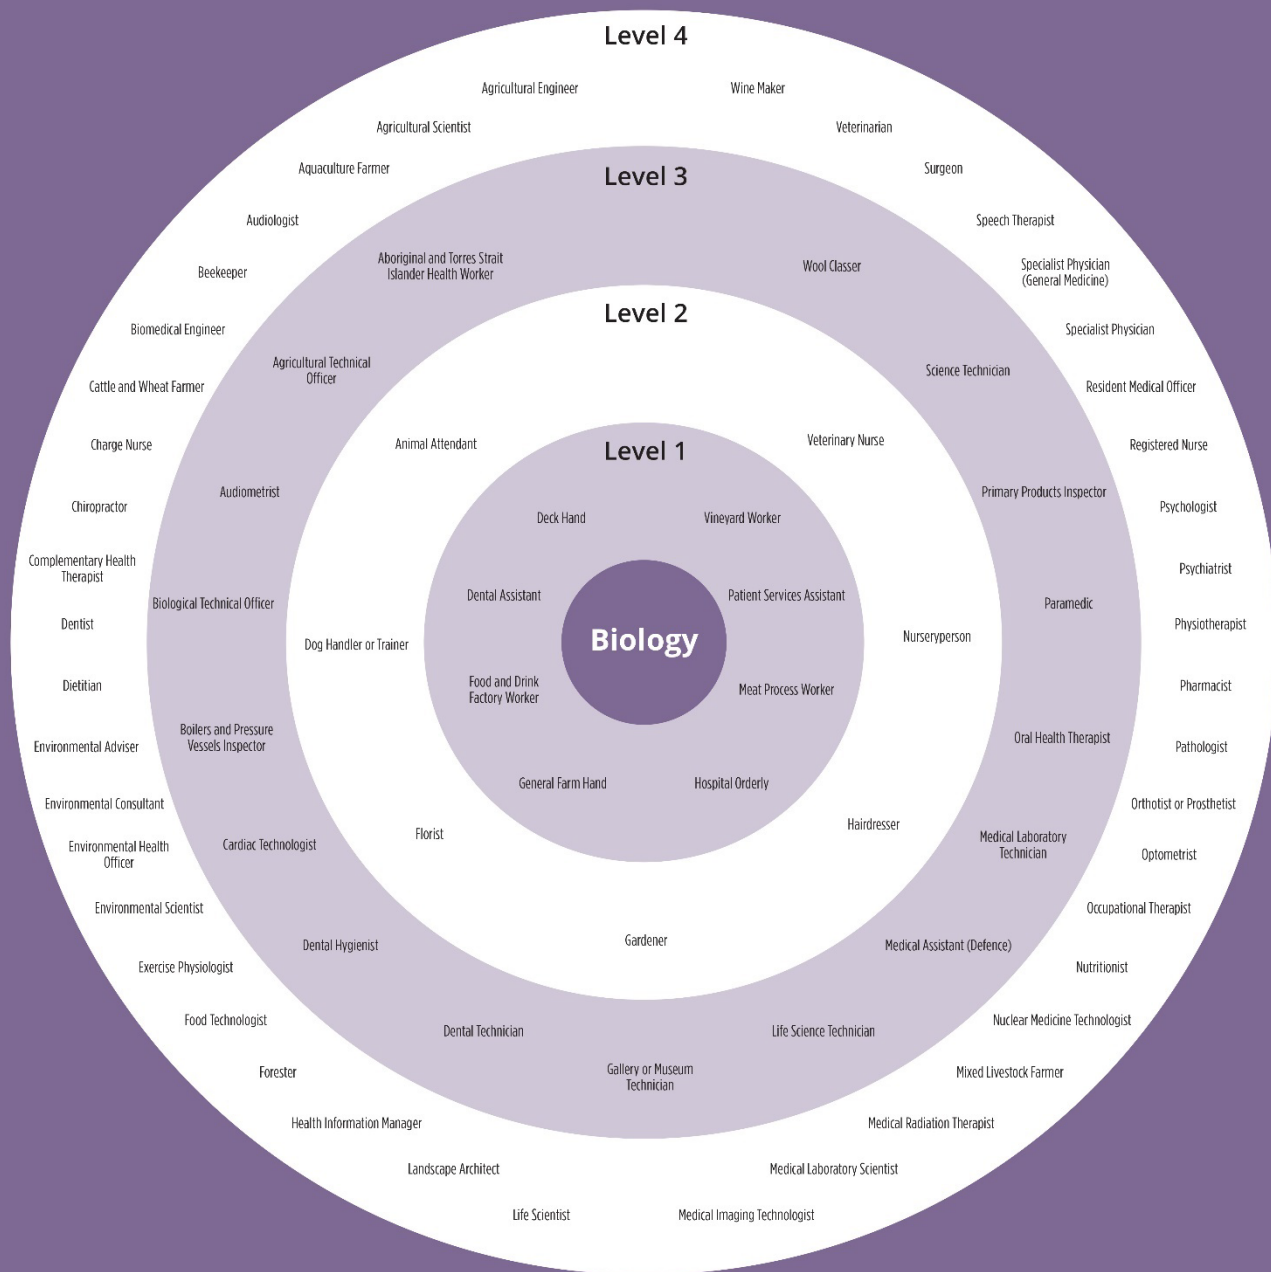 Level 4
Agricultural Engineer
Wine Maker
Agricultural Scientist
Veterinarian
Aquaculture Farmer
Surgeon
Audiologist
Speech Therapist
Beekeeper
Specialist Physician
(General Medicine)
Biomedical Engineer
Specialist Physician
Cattle and Wheat Farmer
Resident Medical Officer
Charge Nurse
Registered Nurse
Chiropractor
Psychologist
Complementary Health
Therapist
Psychiatrist
Dentist
Physiotherapist
Dietitian
Pharmacist
Environmental Adviser
Pathologist
Environmental Consultant
Orthotist or Prosthetist
Environmental Health
Officer
Optometrist
Environmental Scientist
Occupational Therapist
Exercise Physiologist
Nutritionist
Food Technologist
Nuclear Medicine Technologist
Forester
Mixed Livestock Farmer
Health Information Manager
Medical Radiation Therapist
Landscape Architect
Medical Laboratory Scientist
Life Scientist
Medical Imaging Technologist
Level 3
Aboriginal and Torres Strait
Islander Health Worker
Wool Classer
Agricultural Technical
Officer
Science Technician
Audiometrist
Primary Products Inspector
Biological Technical Officer
Paramedic
Boilers and Pressure
Vessels Inspector
Oral Health Therapist
Cardiac Technologist
Medical Laboratory
Technician
Dental Hygienist
Medical Assistant (Defence)
Dental Technician
Life Science Technician
Gallery or Museum
Technician
Level 2
Animal Attendant
Veterinary Nurse
Dog Handler or Trainer
Nurseryperson
Florist
Hairdresser
Gardener
Level 1
Deck Hand
Vineyard Worker
Dental Assistant
Patient Services Assistant
Food and Drink
Factory Worker
Meat Process Worker
General Farm Hand
Hospital Orderly
Biology